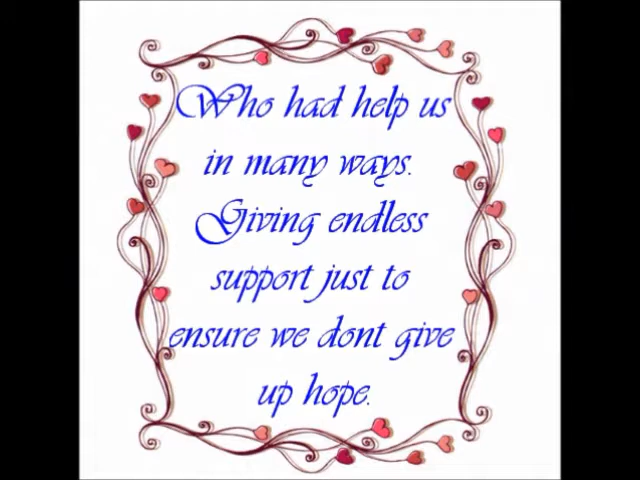 Who had help us
in many ways.
Giving endless
support just to
ensure we dont give
up hope.